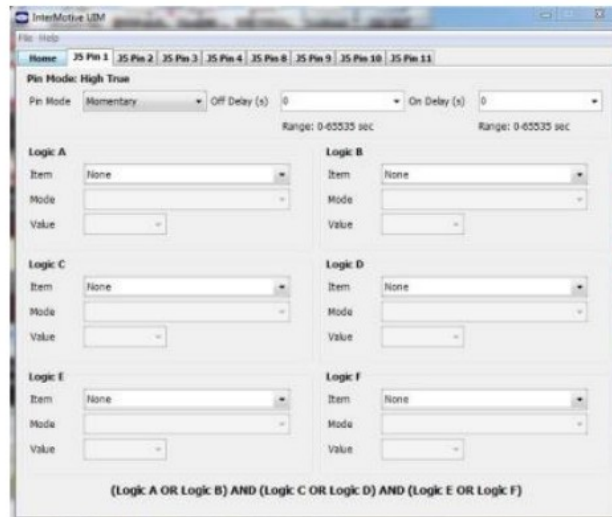 InterMotive UIM
File Help
Home J5 Pin 1 J5 Pin 2 J5 Pin 3 J5 Pin 4 J5 Pin 8 J5 Pin 9 J5 Pin 10 J5 Pin 11
Pin Mode: High True
Pin Mode Momentary Off Delay (s) 0 On Delay (s) 0
Range: 0-65535 sec Range: 0-65535 sec
Logic A Logic B
Item None Item None
Mode Mode
Value Value
Logic C Logic D
Item None Item None
Mode Mode
Value Value
Logic E Logic F
Item None Item None
Mode Mode
Value Value
(Logic A OR Logic B) AND (Logic C OR Logic D) AND (Logic E OR Logic F)